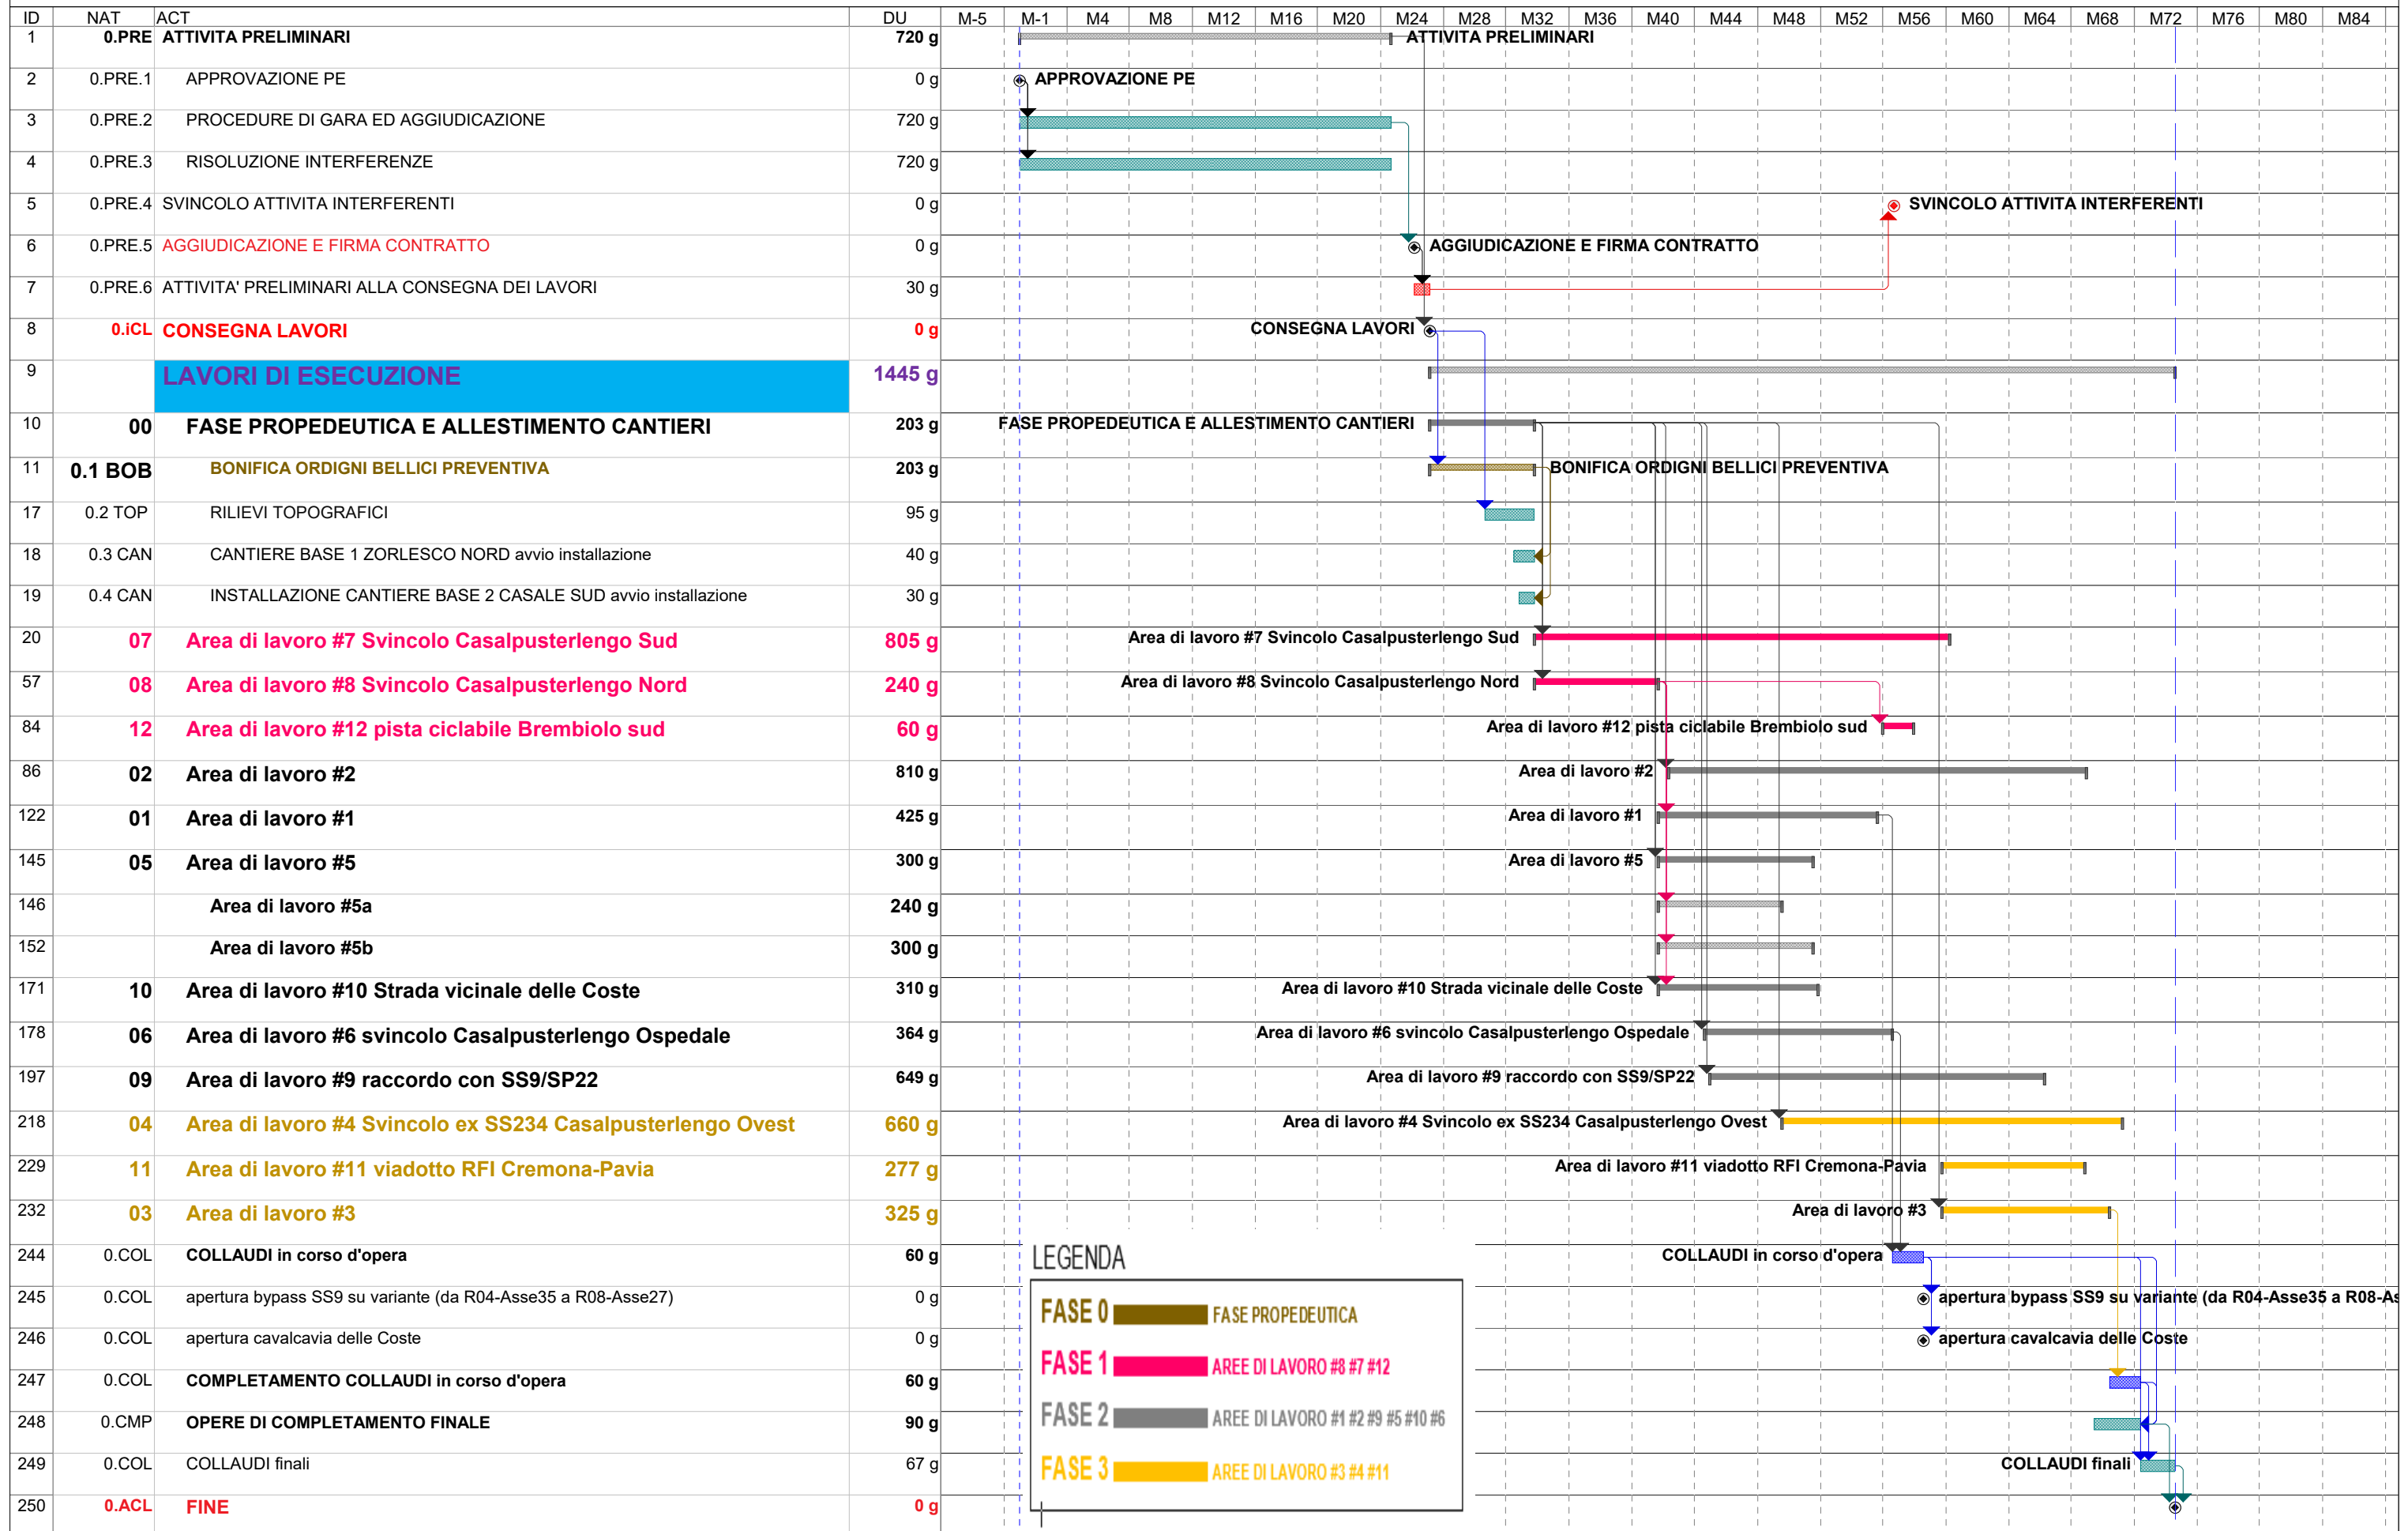 ID NAT ACT DU M-5 M-1 M4 M8 M12 M16 M20 M24 M28 M32 M36 M40 M44 M48 M52 M56 M60 M64 M68 M72 M76 M80 M84
1 0.PRE ATTIVITA PRELIMINARI 720 g ATTIVITA PRELIMINARI
2 0.PRE.1 APPROVAZIONE PE 0 g APPROVAZIONE PE
3 0.PRE.2 PROCEDURE DI GARA ED AGGIUDICAZIONE 720 g
4 0.PRE.3 RISOLUZIONE INTERFERENZE 720 g
5 0.PRE.4 SVINCOLO ATTIVITA INTERFERENTI 0 g SVINCOLO ATTIVITA INTERFERENTI
6 0.PRE.5 AGGIUDICAZIONE E FIRMA CONTRATTO 0 g AGGIUDICAZIONE E FIRMA CONTRATTO
7 0.PRE.6 ATTIVITA' PRELIMINARI ALLA CONSEGNA DEI LAVORI 30 g
8 0.iCL CONSEGNA LAVORI 0 g CONSEGNA LAVORI
9 LAVORI DI ESECUZIONE 1445 g
10 00 FASE PROPEDEUTICA E ALLESTIMENTO CANTIERI 203 g FASE PROPEDEUTICA E ALLESTIMENTO CANTIERI
11 0.1 BOB BONIFICA ORDIGNI BELLICI PREVENTIVA 203 g BONIFICA ORDIGNI BELLICI PREVENTIVA
17 0.2 TOP RILIEVI TOPOGRAFICI 95 g
18 0.3 CAN CANTIERE BASE 1 ZORLESCO NORD avvio installazione 40 g
19 0.4 CAN INSTALLAZIONE CANTIERE BASE 2 CASALE SUD avvio installazione 30 g
20 07 Area di lavoro #7 Svincolo Casalpusterlengo Sud 805 g Area di lavoro #7 Svincolo Casalpusterlengo Sud
57 08 Area di lavoro #8 Svincolo Casalpusterlengo Nord 240 g Area di lavoro #8 Svincolo Casalpusterlengo Nord
84 12 Area di lavoro #12 pista ciclabile Brembiolo sud 60 g Area di lavoro #12 pista ciclabile Brembiolo sud
86 02 Area di lavoro #2 810 g Area di lavoro #2
122 01 Area di lavoro #1 425 g Area di lavoro #1
145 05 Area di lavoro #5 300 g Area di lavoro #5
146 Area di lavoro #5a 240 g
152 Area di lavoro #5b 300 g
171 10 Area di lavoro #10 Strada vicinale delle Coste 310 g Area di lavoro #10 Strada vicinale delle Coste
178 06 Area di lavoro #6 svincolo Casalpusterlengo Ospedale 364 g Area di lavoro #6 svincolo Casalpusterlengo Ospedale
197 09 Area di lavoro #9 raccordo con SS9/SP22 649 g Area di lavoro #9 raccordo con SS9/SP22
218 04 Area di lavoro #4 Svincolo ex SS234 Casalpusterlengo Ovest 660 g Area di lavoro #4 Svincolo ex SS234 Casalpusterlengo Ovest
229 11 Area di lavoro #11 viadotto RFI Cremona-Pavia 277 g Area di lavoro #11 viadotto RFI Cremona-Pavia
232 03 Area di lavoro #3 325 g Area di lavoro #3
244 0.COL COLLAUDI in corso d'opera 60 g COLLAUDI in corso d'opera
245 0.COL apertura bypass SS9 su variante (da R04-Asse35 a R08-Asse27) 0 g apertura bypass SS9 su variante (da R04-Asse35 a R08-As
246 0.COL apertura cavalcavia delle Coste 0 g apertura cavalcavia delle Coste
247 0.COL COMPLETAMENTO COLLAUDI in corso d'opera 60 g
248 0.CMP OPERE DI COMPLETAMENTO FINALE 90 g
249 0.COL COLLAUDI finali 67 g COLLAUDI finali
250 0.ACL FINE 0 g
LEGENDA
FASE 0 FASE PROPEDEUTICA
FASE 1 AREE DI LAVORO #8 #7 #12
FASE 2 AREE DI LAVORO #1 #2 #9 #5 #10 #6
FASE 3 AREE DI LAVORO #3 #4 #11